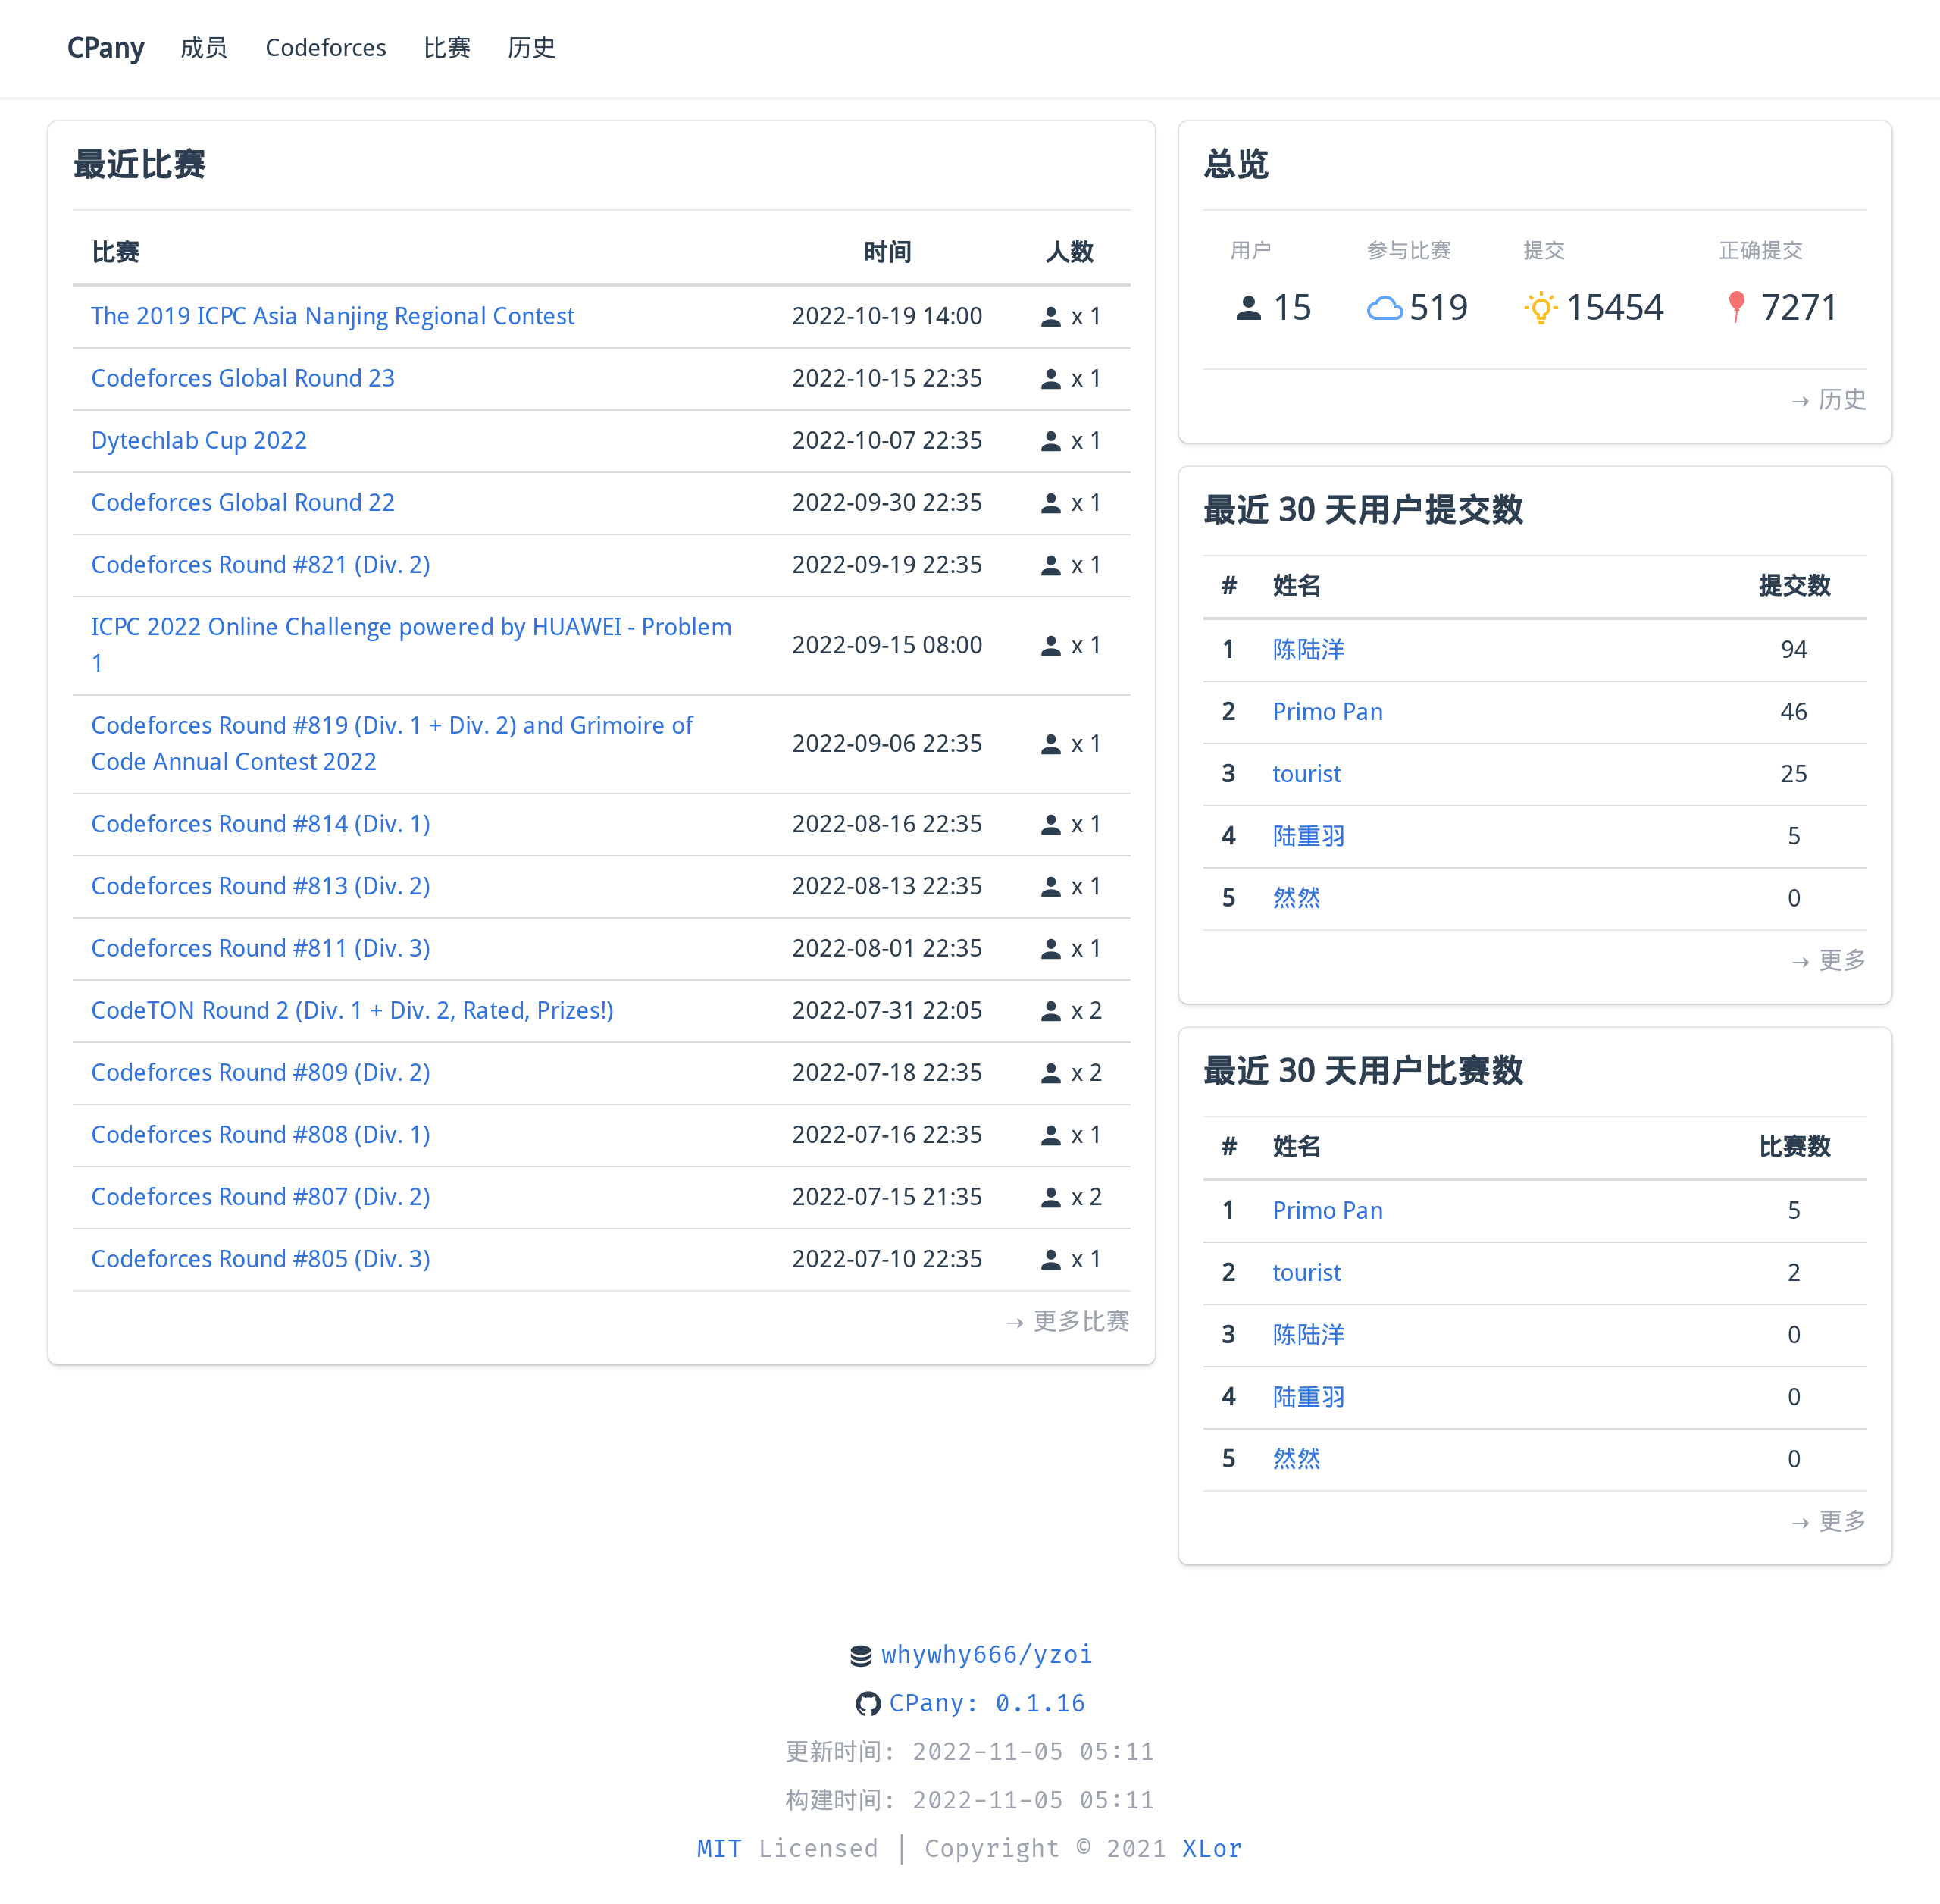 CPany 成员 Codeforces 比赛 历史
最近比赛
比赛 时间 人数
The 2019 ICPC Asia Nanjing Regional Contest 2022-10-19 14:00 x 1
Codeforces Global Round 23 2022-10-15 22:35 x 1
Dytechlab Cup 2022 2022-10-07 22:35 x 1
Codeforces Global Round 22 2022-09-30 22:35 x 1
Codeforces Round #821 (Div. 2) 2022-09-19 22:35 x 1
ICPC 2022 Online Challenge powered by HUAWEI - Problem
1 2022-09-15 08:00 x 1
Codeforces Round #819 (Div. 1 + Div. 2) and Grimoire of
Code Annual Contest 2022 2022-09-06 22:35 x 1
Codeforces Round #814 (Div. 1) 2022-08-16 22:35 x 1
Codeforces Round #813 (Div. 2) 2022-08-13 22:35 x 1
Codeforces Round #811 (Div. 3) 2022-08-01 22:35 x 1
CodeTON Round 2 (Div. 1 + Div. 2, Rated, Prizes!) 2022-07-31 22:05 x 2
Codeforces Round #809 (Div. 2) 2022-07-18 22:35 x 2
Codeforces Round #808 (Div. 1) 2022-07-16 22:35 x 1
Codeforces Round #807 (Div. 2) 2022-07-15 21:35 x 2
Codeforces Round #805 (Div. 3) 2022-07-10 22:35 x 1
→ 更多比赛
总览
用户 参与比赛 提交 正确提交
15 519 15454 7271
→ 历史
最近 30 天用户提交数
# 姓名 提交数
1 陈陆洋 94
2 Primo Pan 46
3 tourist 25
4 陆重羽 5
5 然然 0
→ 更多
最近 30 天用户比赛数
# 姓名 比赛数
1 Primo Pan 5
2 tourist 2
3 陈陆洋 0
4 陆重羽 0
5 然然 0
→ 更多
whywhy666/yzoi
CPany: 0.1.16
更新时间: 2022-11-05 05:11
构建时间: 2022-11-05 05:11
MIT Licensed | Copyright © 2021 XLor